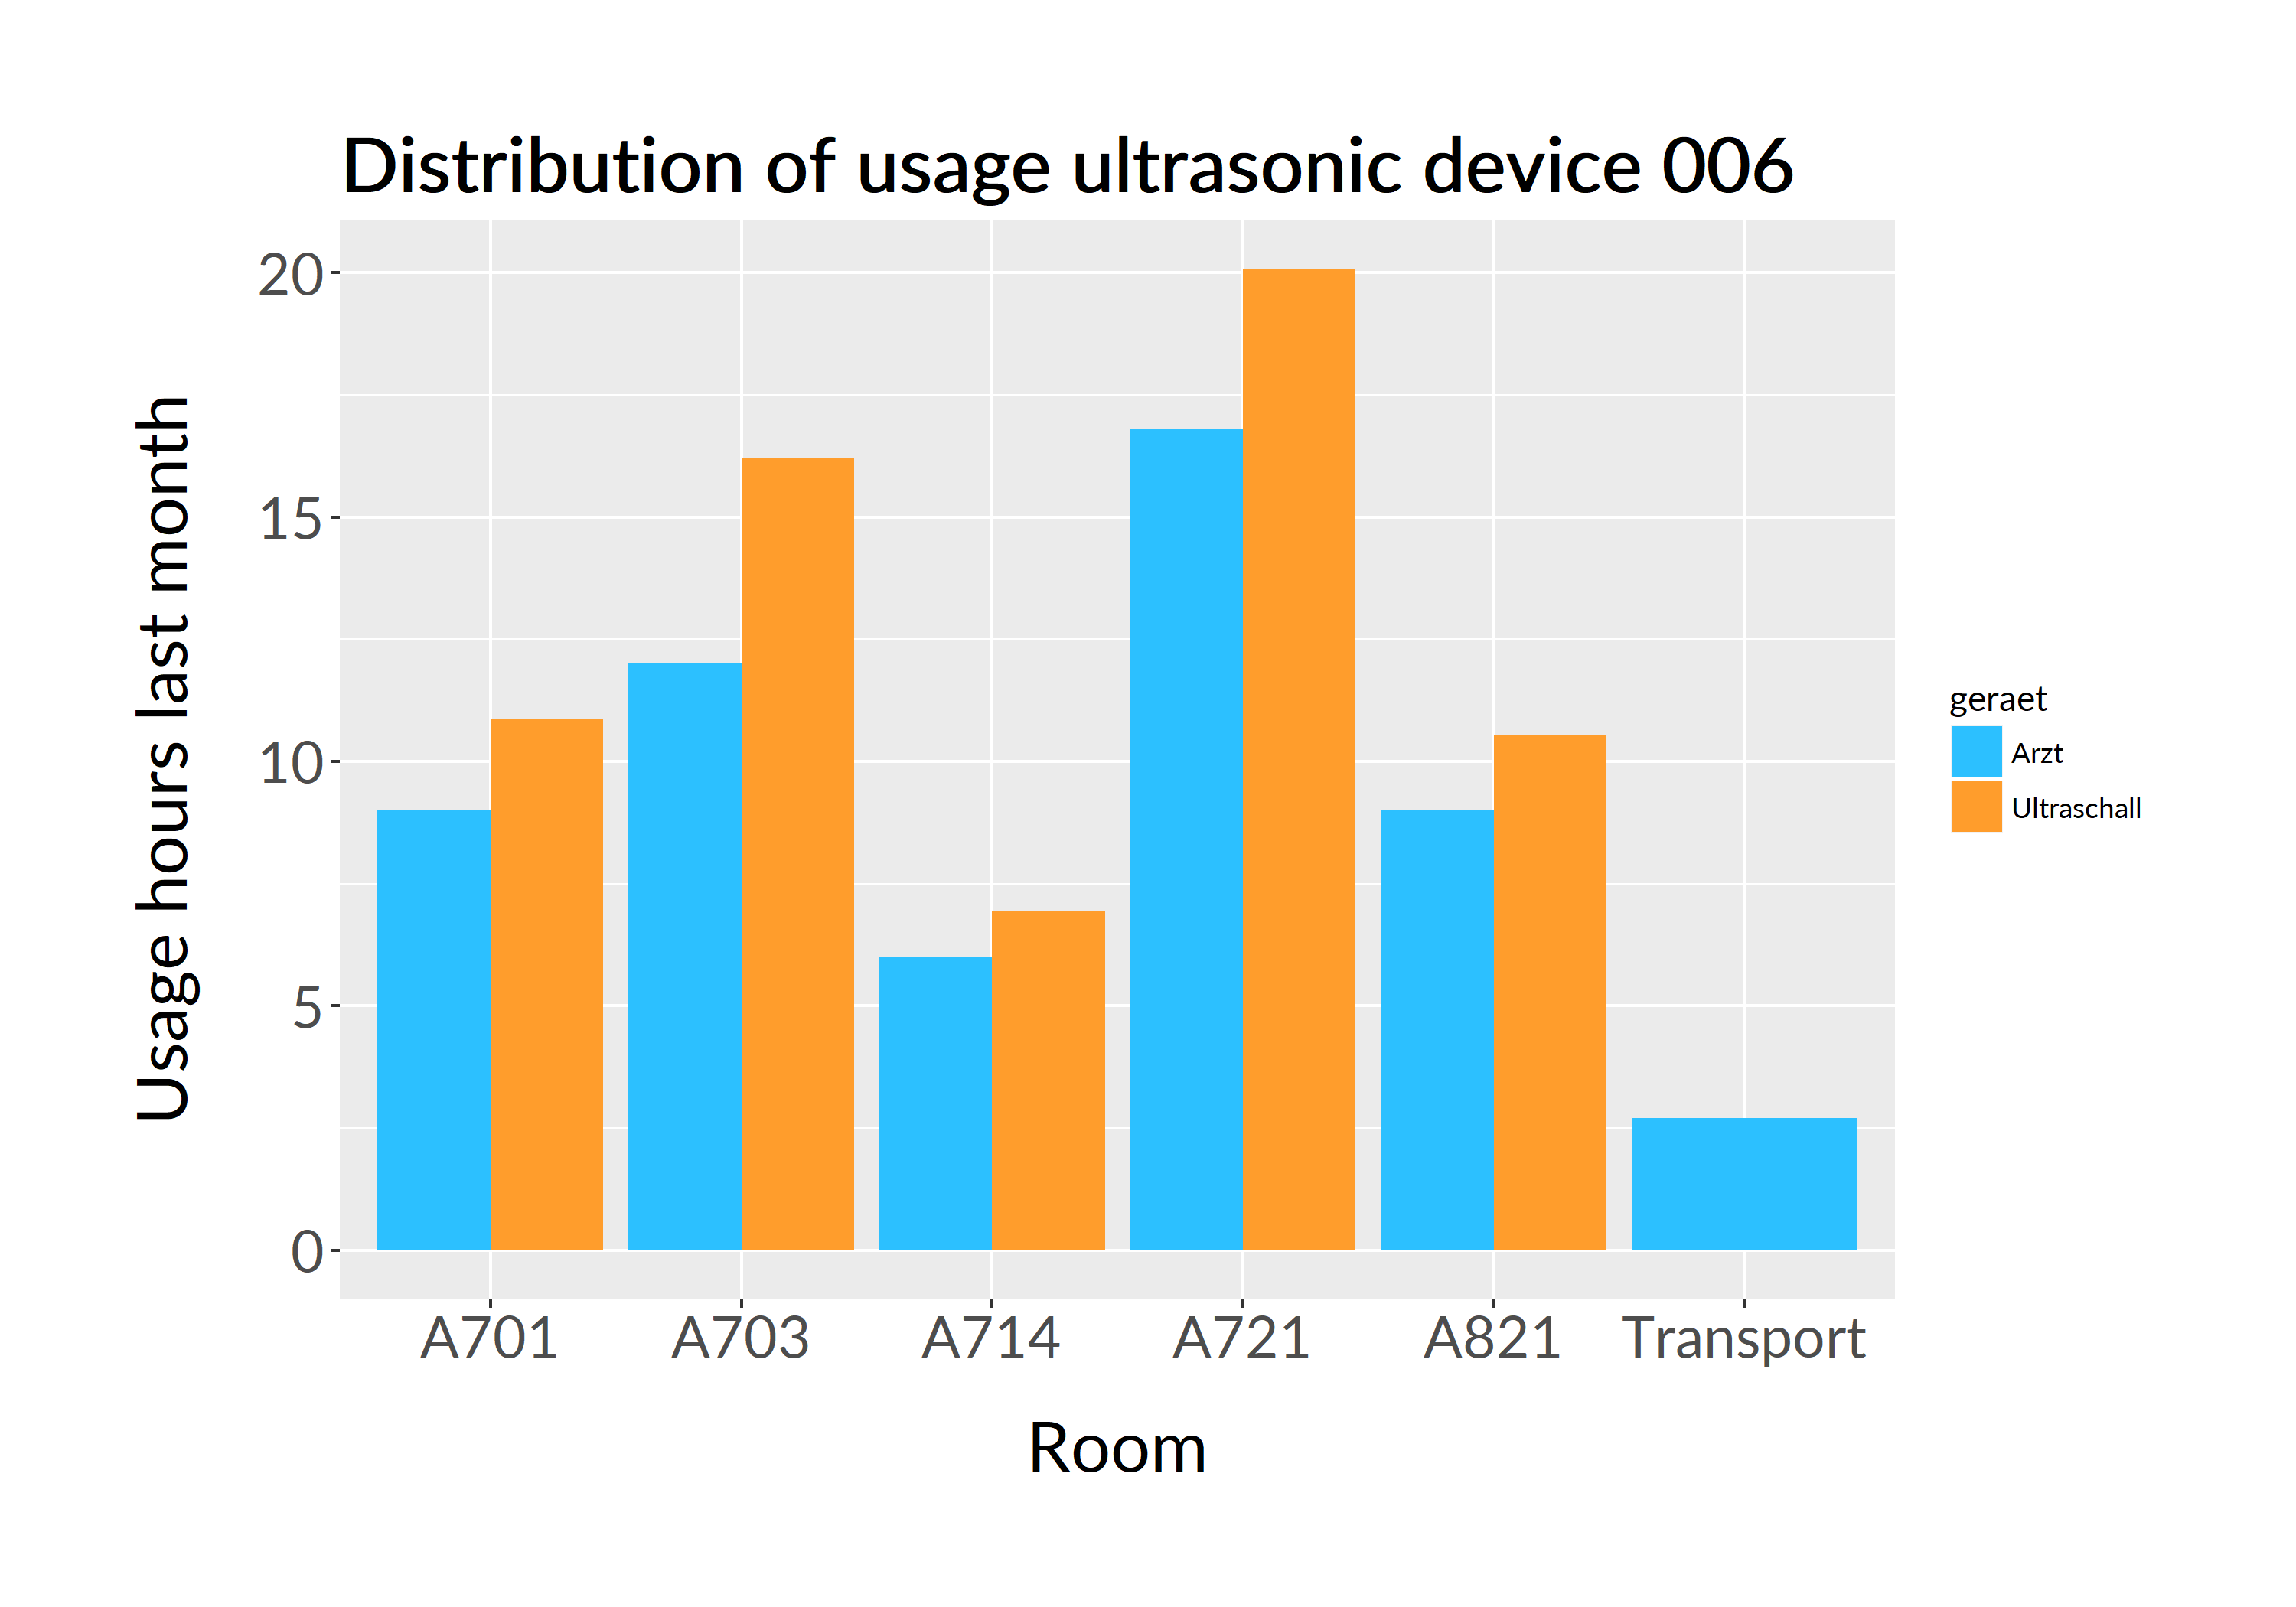 Distribution of usage ultrasonic device 006
Usage hours last month
20
15
10
5
0
A701 A703 A714 A721 A821 Transport
Room
geraet
Arzt
Ultraschall